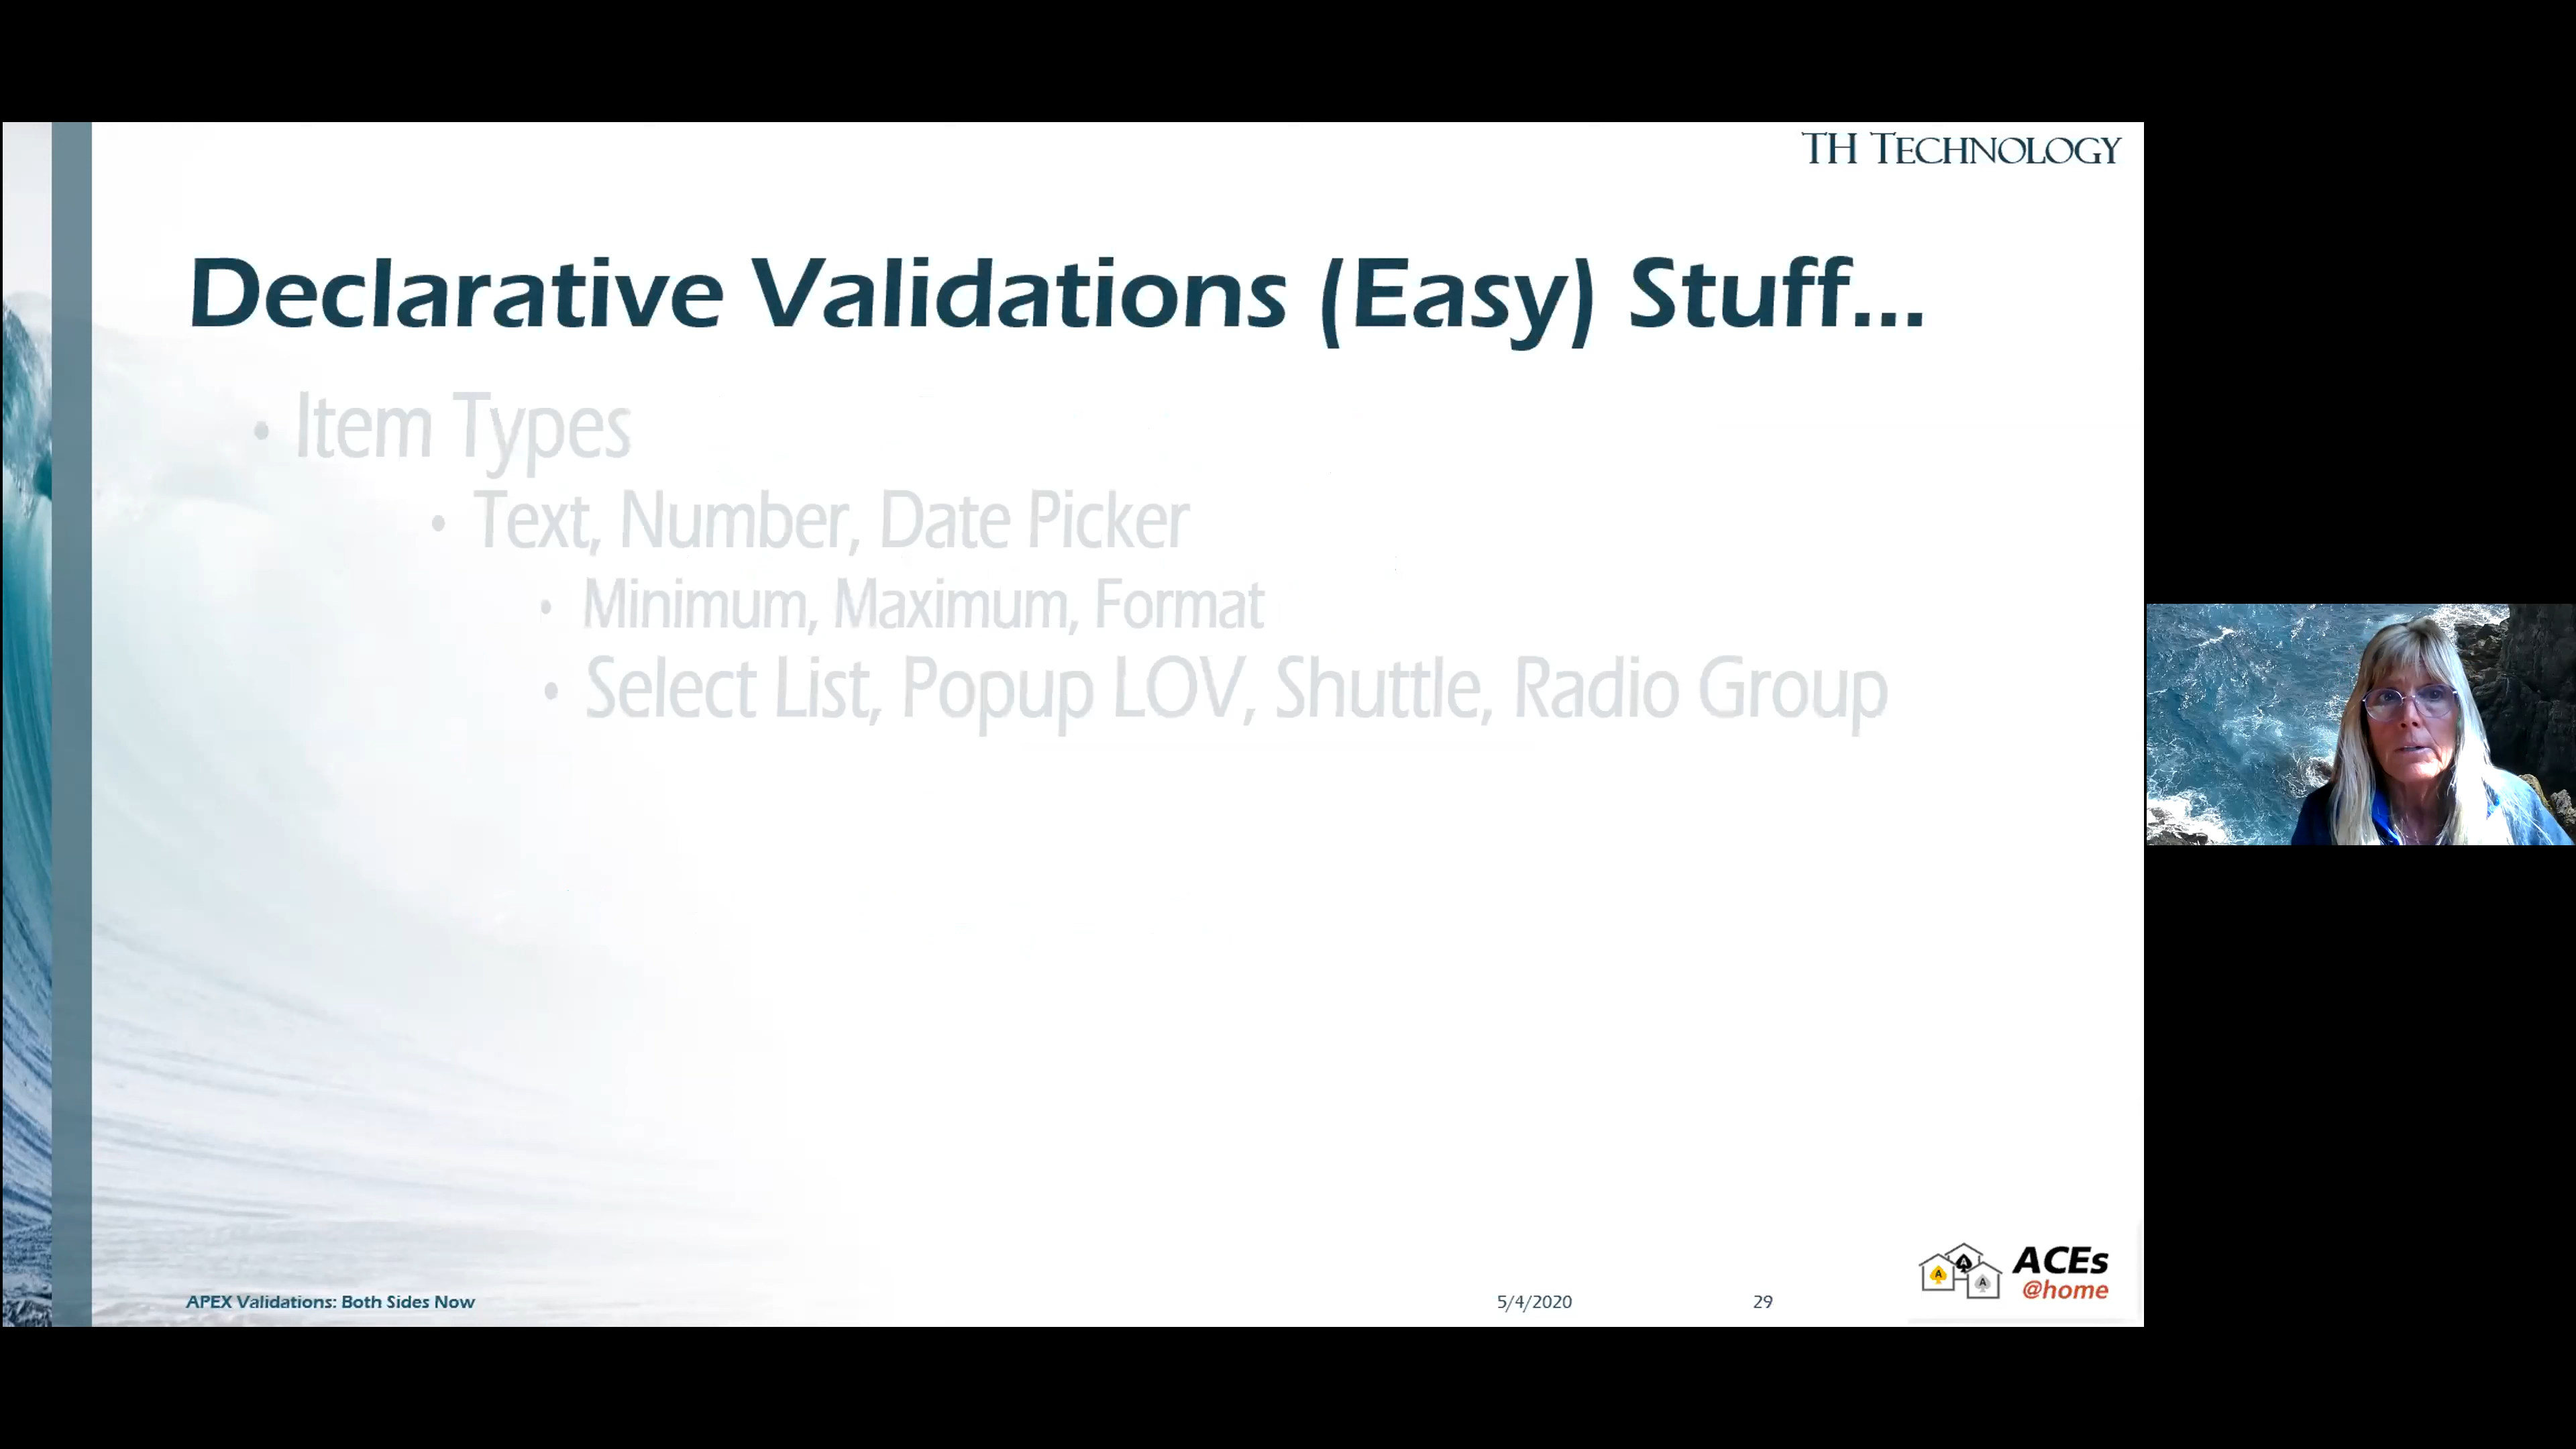 TH TECHNOLOGY
Declarative Validations (Easy) Stuff...
• Item Types
• Text, Number, Date Picker
• Minimum, Maximum, Format
• Select List, Popup LOV, Shuttle, Radio Group
APEX Validations: Both Sides Now
5/4/2020
29
A A A
ACEs
@home